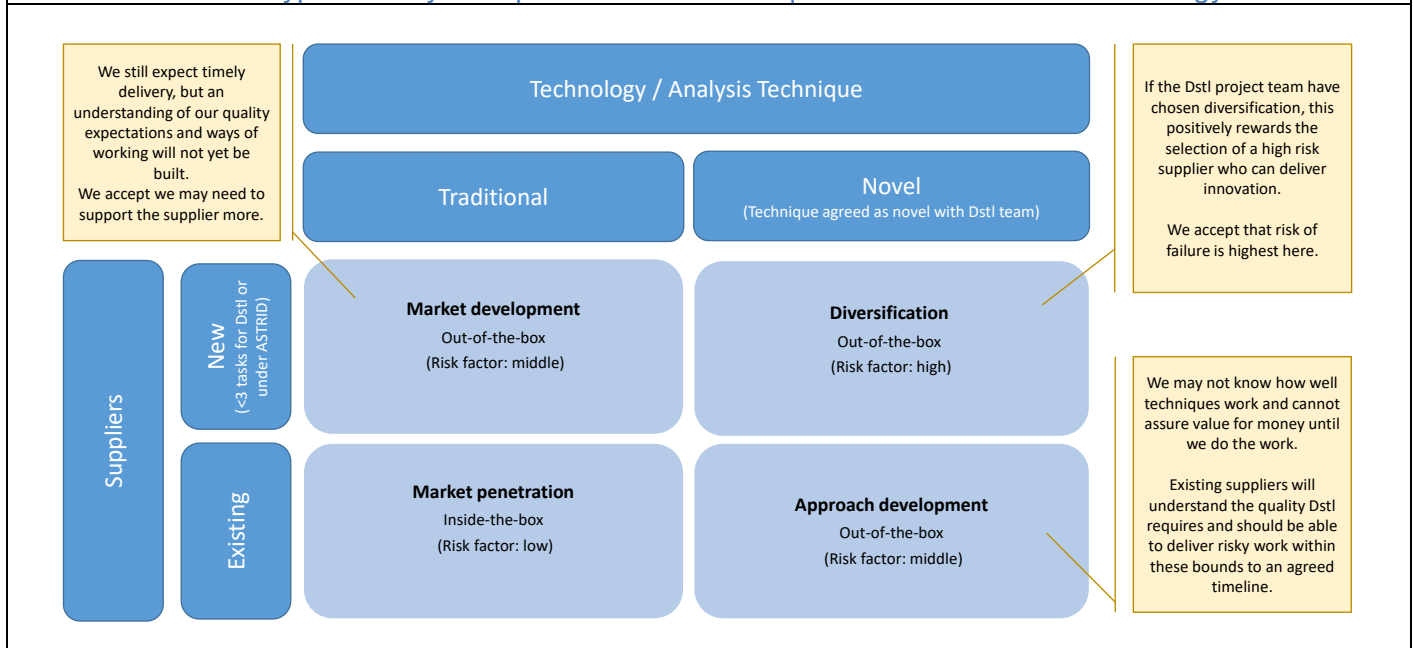 We still expect timely
delivery, but an
understanding of our quality
expectations and ways of
working will not yet be
built.
We accept we may need to
support the supplier more.
Technology / Analysis Technique
If the Dstl project team have
chosen diversification, this
positively rewards the
selection of a high risk
supplier who can deliver
innovation.
We accept that risk of
failure is highest here.
Traditional
Novel
(Technique agreed as novel with Dstl team)
Suppliers
New
(<3 tasks for Dstl or
under ASTRID)
Market development
Out-of-the-box
(Risk factor: middle)
Diversification
Out-of-the-box
(Risk factor: high)
Existing
Market penetration
Inside-the-box
(Risk factor: low)
Approach development
Out-of-the-box
(Risk factor: middle)
We may not know how well
techniques work and cannot
assure value for money until
we do the work.
Existing suppliers will
understand the quality Dstl
requires and should be able
to deliver risky work within
these bounds to an agreed
timeline.